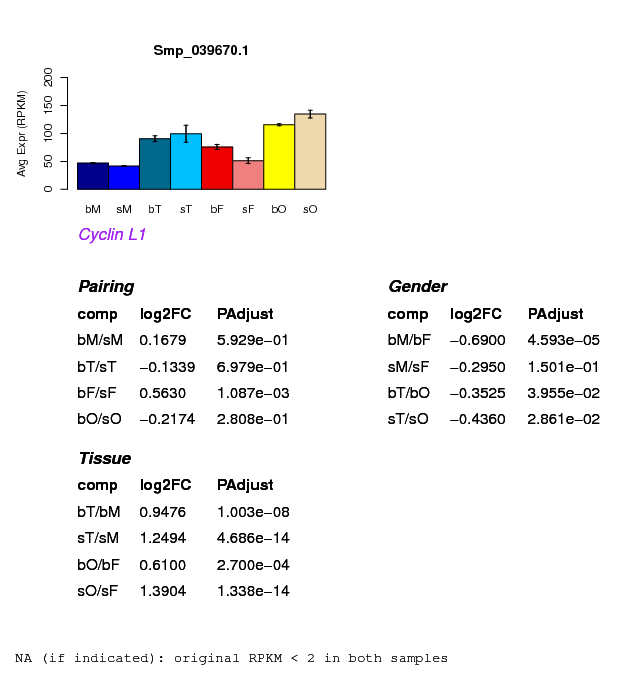 Smp_039670.1
Avg Expr (RPKM)
200
150
100
50
0
bM sM bT sT bF sF bO sO
Cyclin L1
Pairing
comp log2FC PAdjust
bM/sM 0.1679 5.929e−01
bT/sT −0.1339 6.979e−01
bF/sF 0.5630 1.087e−03
bO/sO −0.2174 2.808e−01
Gender
comp log2FC PAdjust
bM/bF −0.6900 4.593e−05
sM/sF −0.2950 1.501e−01
bT/bO −0.3525 3.955e−02
sT/sO −0.4360 2.861e−02
Tissue
comp log2FC PAdjust
bT/bM 0.9476 1.003e−08
sT/sM 1.2494 4.686e−14
bO/bF 0.6100 2.700e−04
sO/sF 1.3904 1.338e−14
NA (if indicated): original RPKM < 2 in both samples